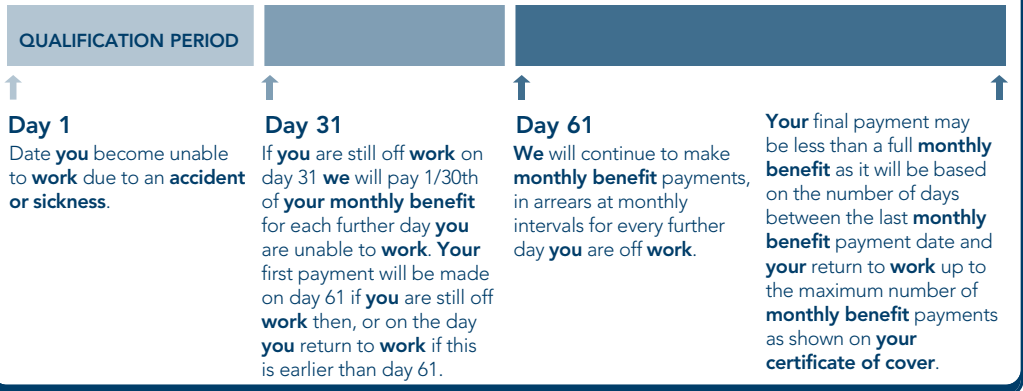 QUALIFICATION PERIOD
Day 1
Date you become unable
to work due to an accident
or sickness.
Day 31
If you are still off work on
day 31 we will pay 1/30th
of your monthly benefit
for each further day you
are unable to work. Your
first payment will be made
on day 61 if you are still off
work then, or on the day
you return to work if this
is earlier than day 61.
Day 61
We will continue to make
monthly benefit payments,
in arrears at monthly
intervals for every further
day you are off work.
Your final payment may
be less than a full monthly
benefit as it will be based
on the number of days
between the last monthly
benefit payment date and
your return to work up to
the maximum number of
monthly benefit payments
as shown on your
certificate of cover.